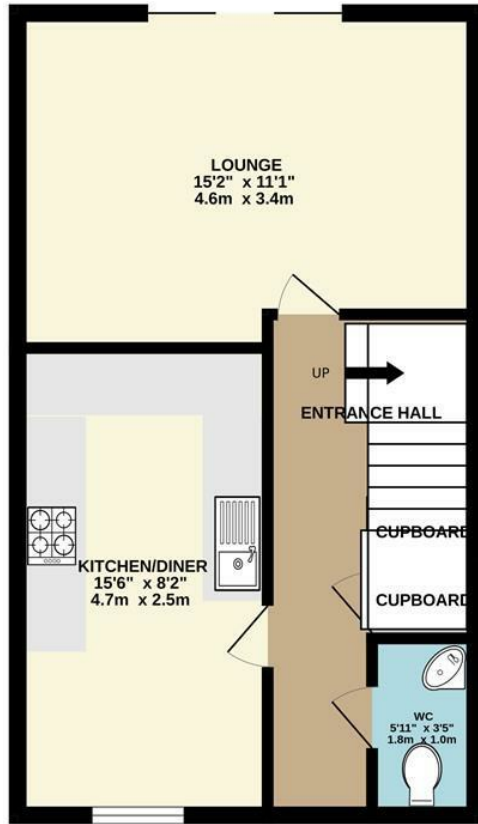 LOUNGE
15'2" x 11'1"
4.6m x 3.4m
UP
ENTRANCE HALL
CUPBOARD
KITCHEN/DINER
15'6" x 8'2"
4.7m x 2.5m
CUPBOARD
WC
5'11" x 3'5"
1.8m x 1.0m